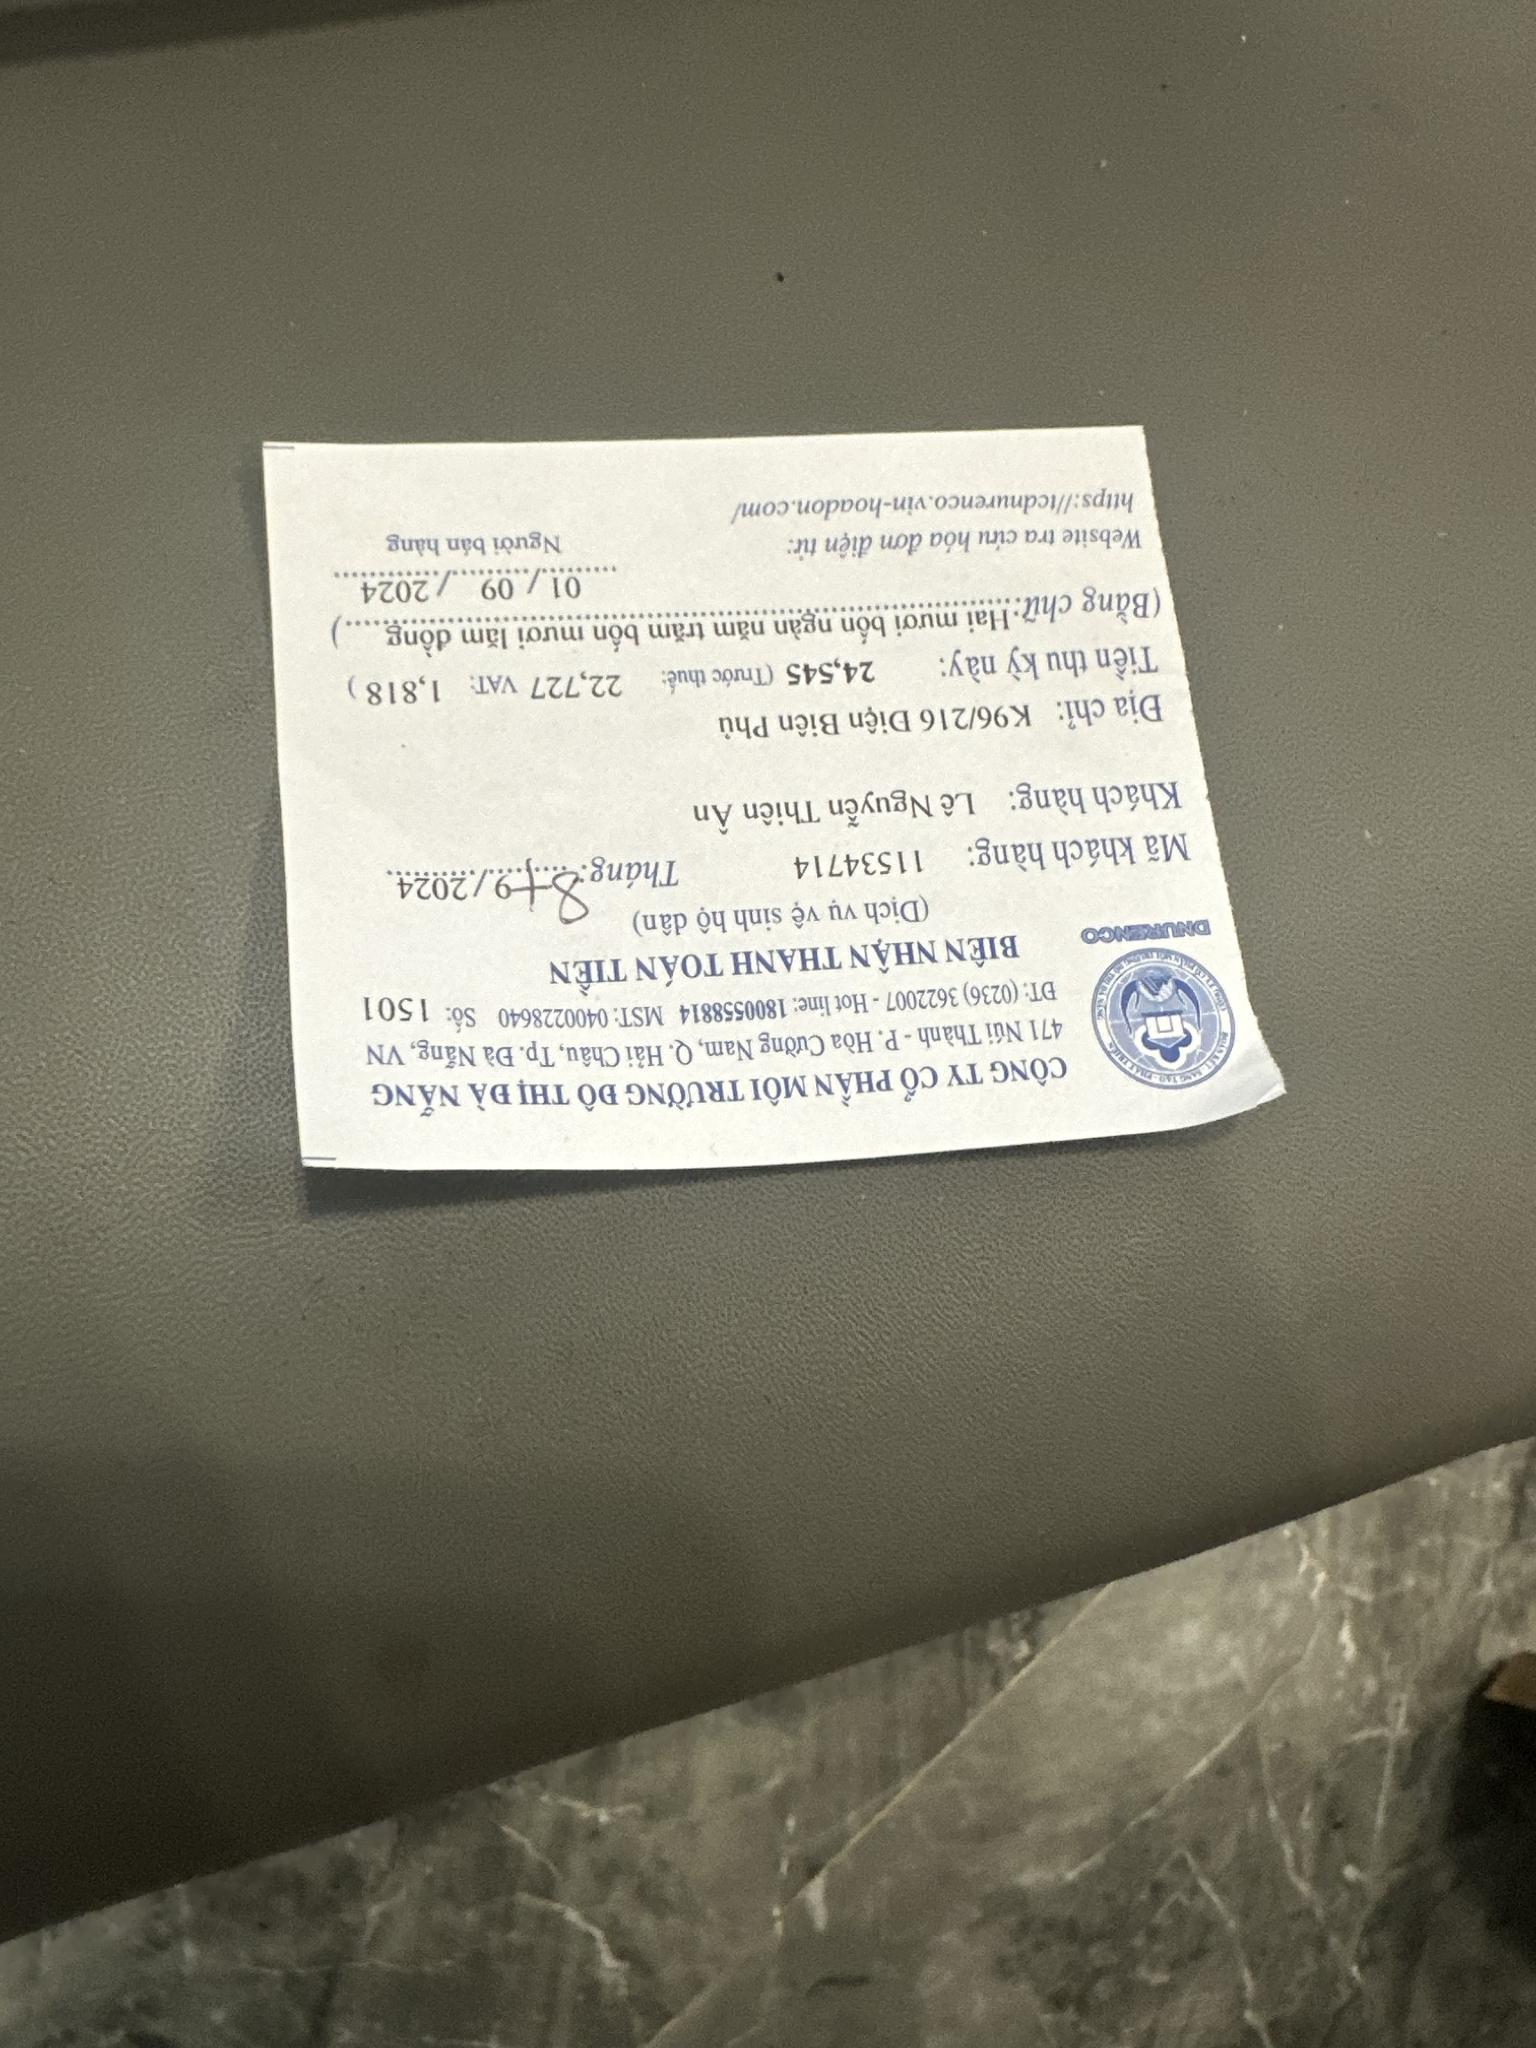 CÔNG TY CỔ PHẦN MÔI TRƯỜNG ĐÔ THỊ ĐÀ NẴNG
471 Núi Thành - P. Hòa Cường Nam, Q. Hải Châu, Tp. Đà Nẵng, VN
ĐT: (0236) 3622007 - Hot line: 1800558814 MST: 0400228640 Số: 1501
DNURENCO
BIÊN NHẬN THANH TOÁN TIỀN
(Dịch vụ vệ sinh hộ dân)
Mã khách hàng: 11534714 Tháng: 8+9/2024
Khách hàng: Lê Nguyễn Thiên Ân
Địa chỉ: K96/216 Điện Biên Phủ
Tiền thu kỳ này: 24,545 (Trước thuế: 22,727 VAT: 1,818 )
(Bằng chữ: Hai mươi bốn ngàn năm trăm bốn mươi lăm đồng )
01 / 09 / 2024
Website tra cứu hóa đơn điện tử: Người bán hàng
https://tcdnurenco.vin-hoadon.com/